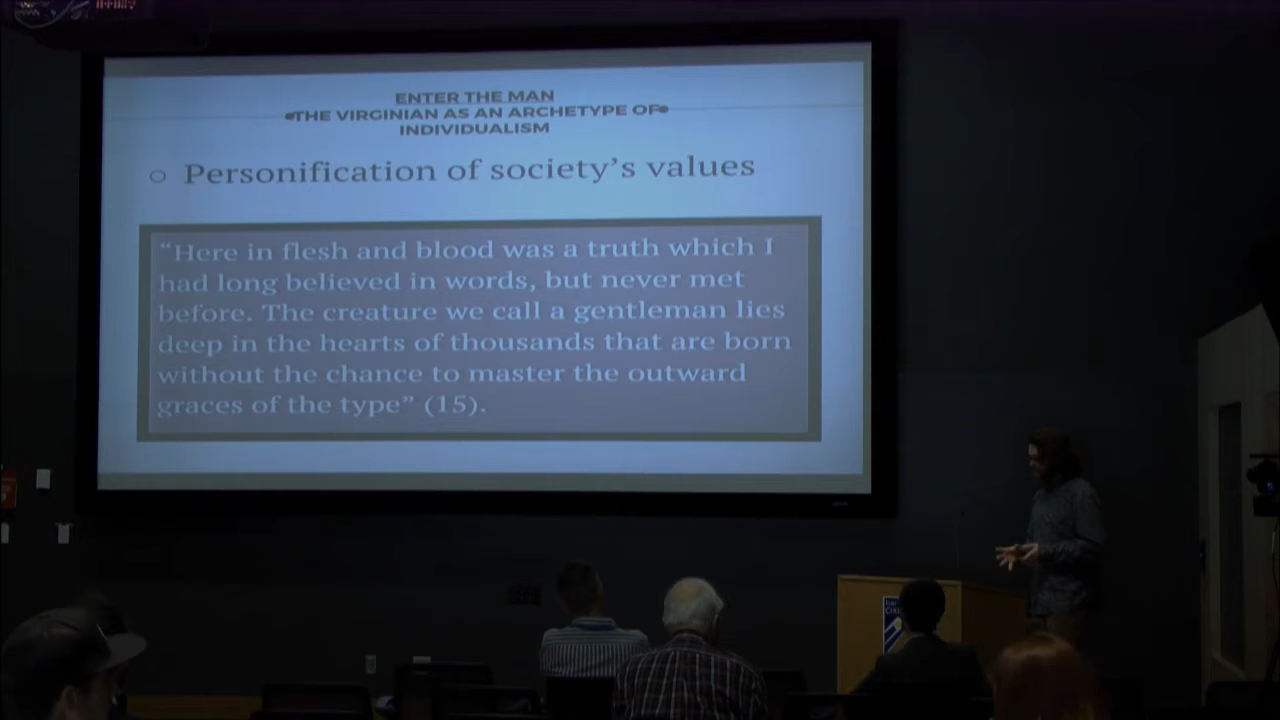 ENTER THE MAN
THE VIRGINIAN AS AN ARCHETYPE OF
INDIVIDUALISM
Personification of society's values
“Here in flesh and blood was a truth which I
had long believed in words, but never met
before. The creature we call a gentleman lies
deep in the hearts of thousands that are born
without the chance to master the outward
graces of the type” (15).